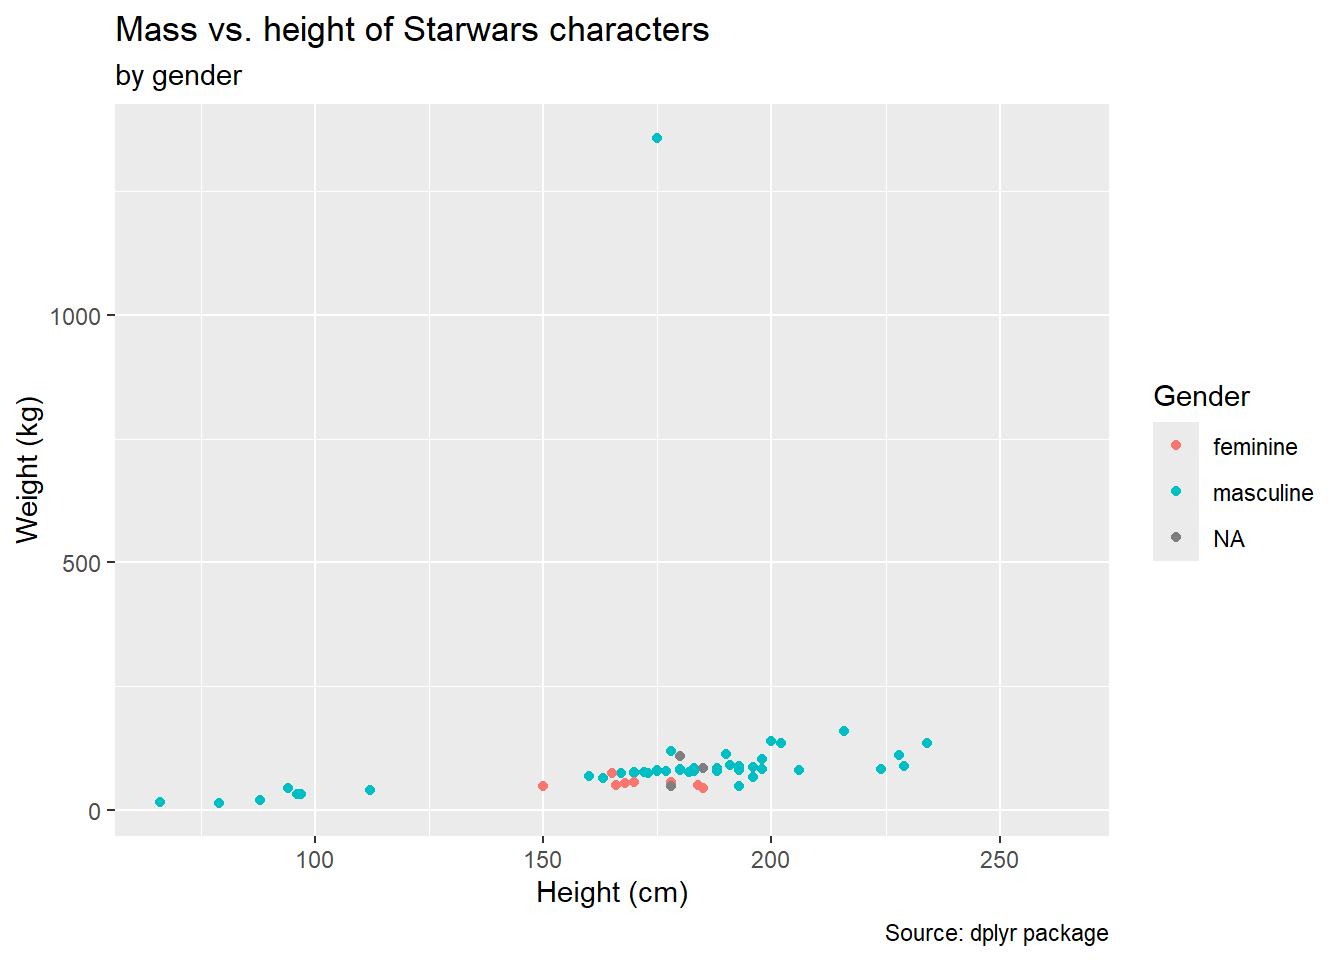 Mass vs. height of Starwars characters
by gender
1000
500
0
Weight (kg)
100
150
200
250
Height (cm)
Gender
feminine
masculine
NA
Source: dplyr package